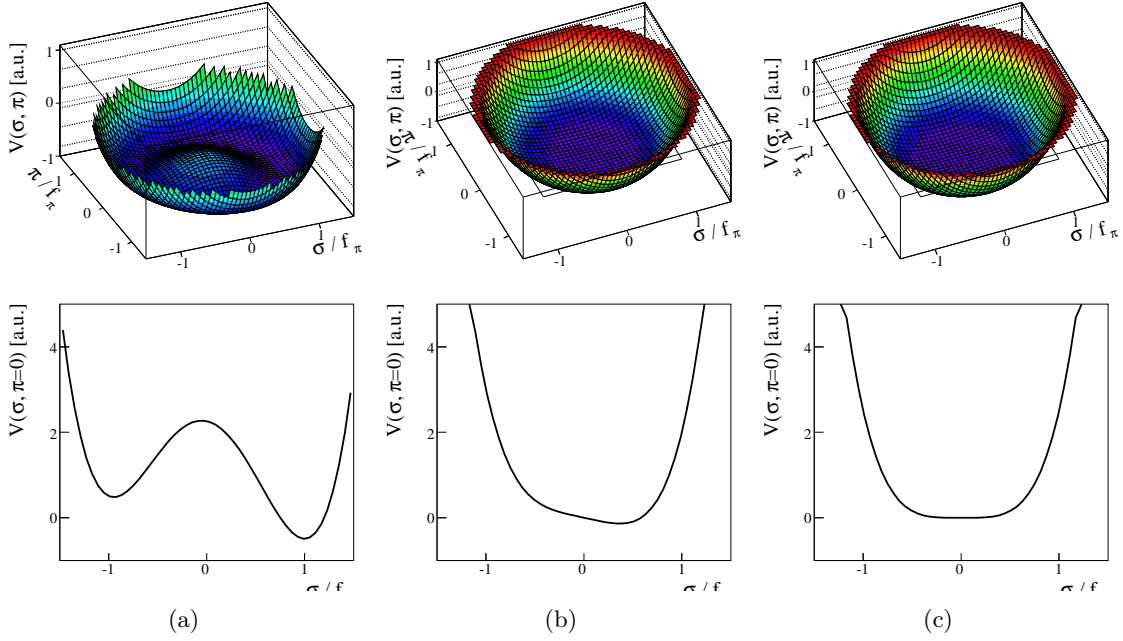 V(σ, π) [a.u.]
1
0
-1
π / f_π
1
0
-1
-1
0
1
σ / f_π
V(σ, π) [a.u.]
1
0
-1
π / f_π
1
0
-1
-1
0
1
σ / f_π
V(σ, π) [a.u.]
1
0
-1
π / f_π
1
0
-1
-1
0
1
σ / f_π
V(σ, π=0) [a.u.]
4
2
0
-1 0 1
σ / f
V(σ, π=0) [a.u.]
4
2
0
-1 0 1
σ / f
V(σ, π=0) [a.u.]
4
2
0
-1 0 1
σ / f
(a) (b) (c)